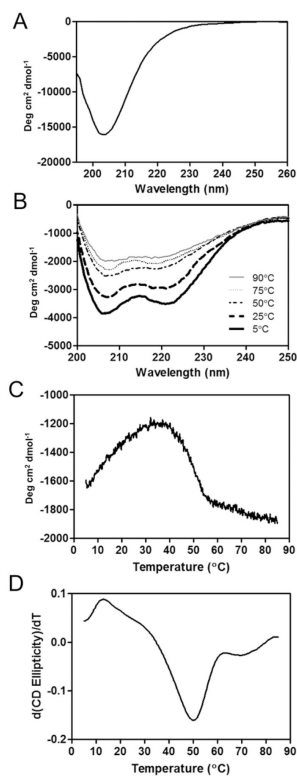 A
0
-5000
-10000
-15000
-20000
Deg cm² dmol⁻¹
200 210 220 230 240 250 260
Wavelength (nm)
B
0
-1000
-2000
-3000
-4000
-5000
Deg cm² dmol⁻¹
90°C
75°C
50°C
25°C
5°C
200 210 220 230 240 250
Wavelength (nm)
C
-1000
-1200
-1400
-1600
-1800
-2000
Deg cm² dmol⁻¹
0 10 20 30 40 50 60 70 80 90
Temperature (°C)
D
0.1
0.0
-0.1
-0.2
d(CD Ellipticity)/dT
0 10 20 30 40 50 60 70 80 90
Temperature (°C)